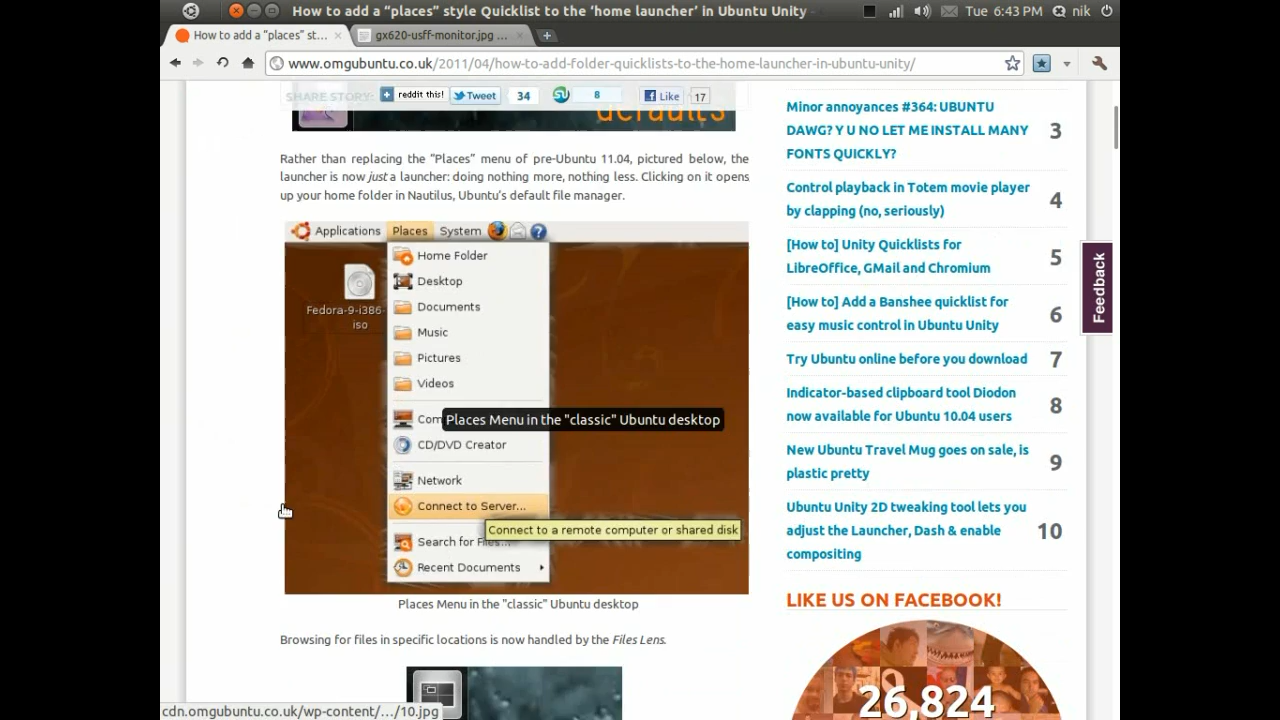 How to add a “places” style Quicklist to the ‘home launcher’ in Ubuntu Unity -
Tue 6:43 PM
nik
How to add a “places” st...
gx620-usff-monitor.jpg ...
www.omgubuntu.co.uk/2011/04/how-to-add-folder-quicklists-to-the-home-launcher-in-ubuntu-unity/
SHARE STORY:
reddit this!
Tweet
34
8
Like
17
defaults
Rather than replacing the “Places” menu of pre-Ubuntu 11.04, pictured below, the
launcher is now just a launcher: doing nothing more, nothing less. Clicking on it opens
up your home folder in Nautilus, Ubuntu’s default file manager.
Applications
Places
System
Home Folder
Desktop
Fedora-9-i386-
iso
Documents
Music
Pictures
Videos
Com
Places Menu in the "classic" Ubuntu desktop
CD/DVD Creator
Network
Connect to Server...
Connect to a remote computer or shared disk
Search for Files...
Recent Documents
Places Menu in the "classic" Ubuntu desktop
Browsing for files in specific locations is now handled by the Files Lens.
Minor annoyances #364: UBUNTU
DAWG? Y U NO LET ME INSTALL MANY
FONTS QUICKLY?
3
Control playback in Totem movie player
by clapping (no, seriously)
4
[How to] Unity Quicklists for
LibreOffice, GMail and Chromium
5
[How to] Add a Banshee quicklist for
easy music control in Ubuntu Unity
6
Try Ubuntu online before you download
7
Indicator-based clipboard tool Diodon
now available for Ubuntu 10.04 users
8
New Ubuntu Travel Mug goes on sale, is
plastic pretty
9
Ubuntu Unity 2D tweaking tool lets you
adjust the Launcher, Dash & enable
compositing
10
LIKE US ON FACEBOOK!
26,824
Feedback
cdn.omgubuntu.co.uk/wp-content/.../10.jpg